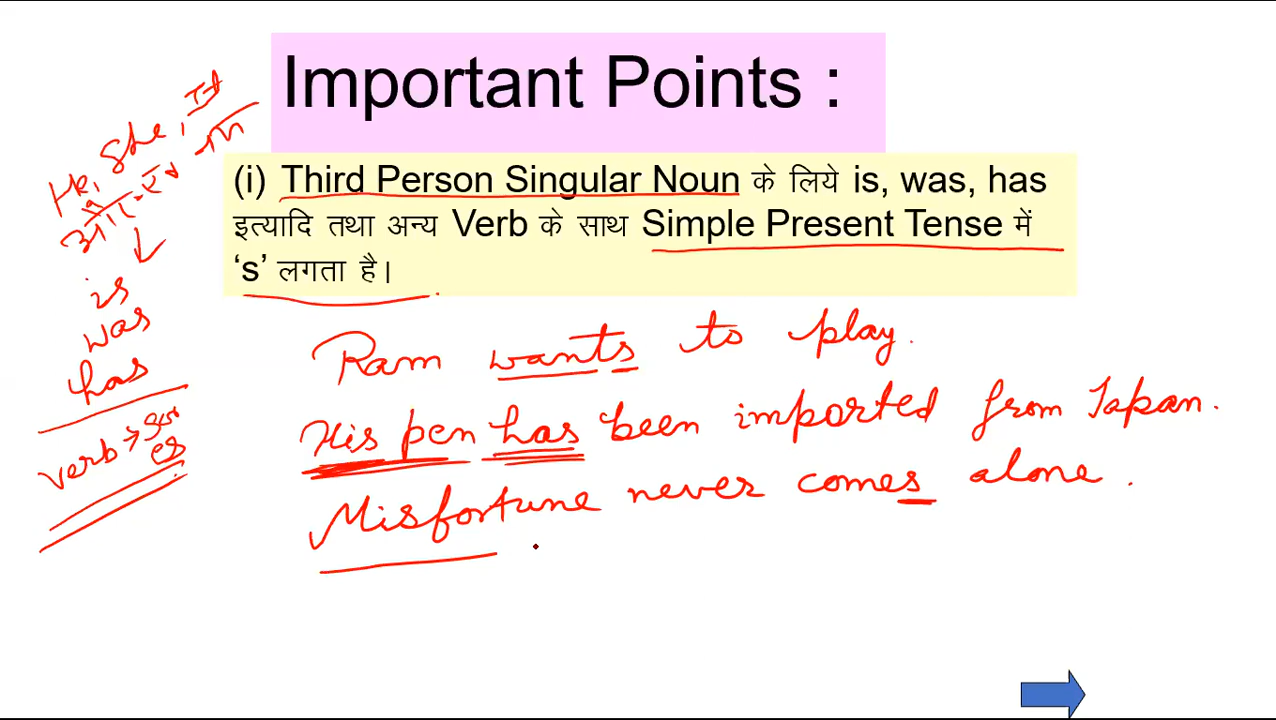 Important Points :
(i) Third Person Singular Noun के लिये is, was, has
इत्यादि तथा अन्य Verb के साथ Simple Present Tense में
‘s’ लगता है।
He, She, It
is
was
has
verb → s or
es
Ram wants to play.
His pen has been imported from Japan.
Misfortune never comes alone.